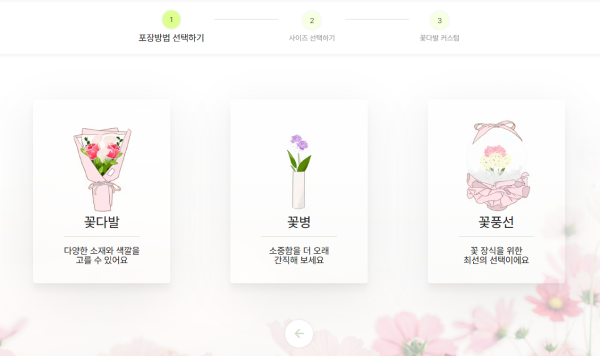 1
2
3
포장방법 선택하기
사이즈 선택하기
꽃다발 커스텀
꽃다발
다양한 소재와 색깔을
고를 수 있어요
꽃병
소중함을 더 오래
간직해 보세요
꽃풍선
꽃 장식을 위한
최선의 선택이에요